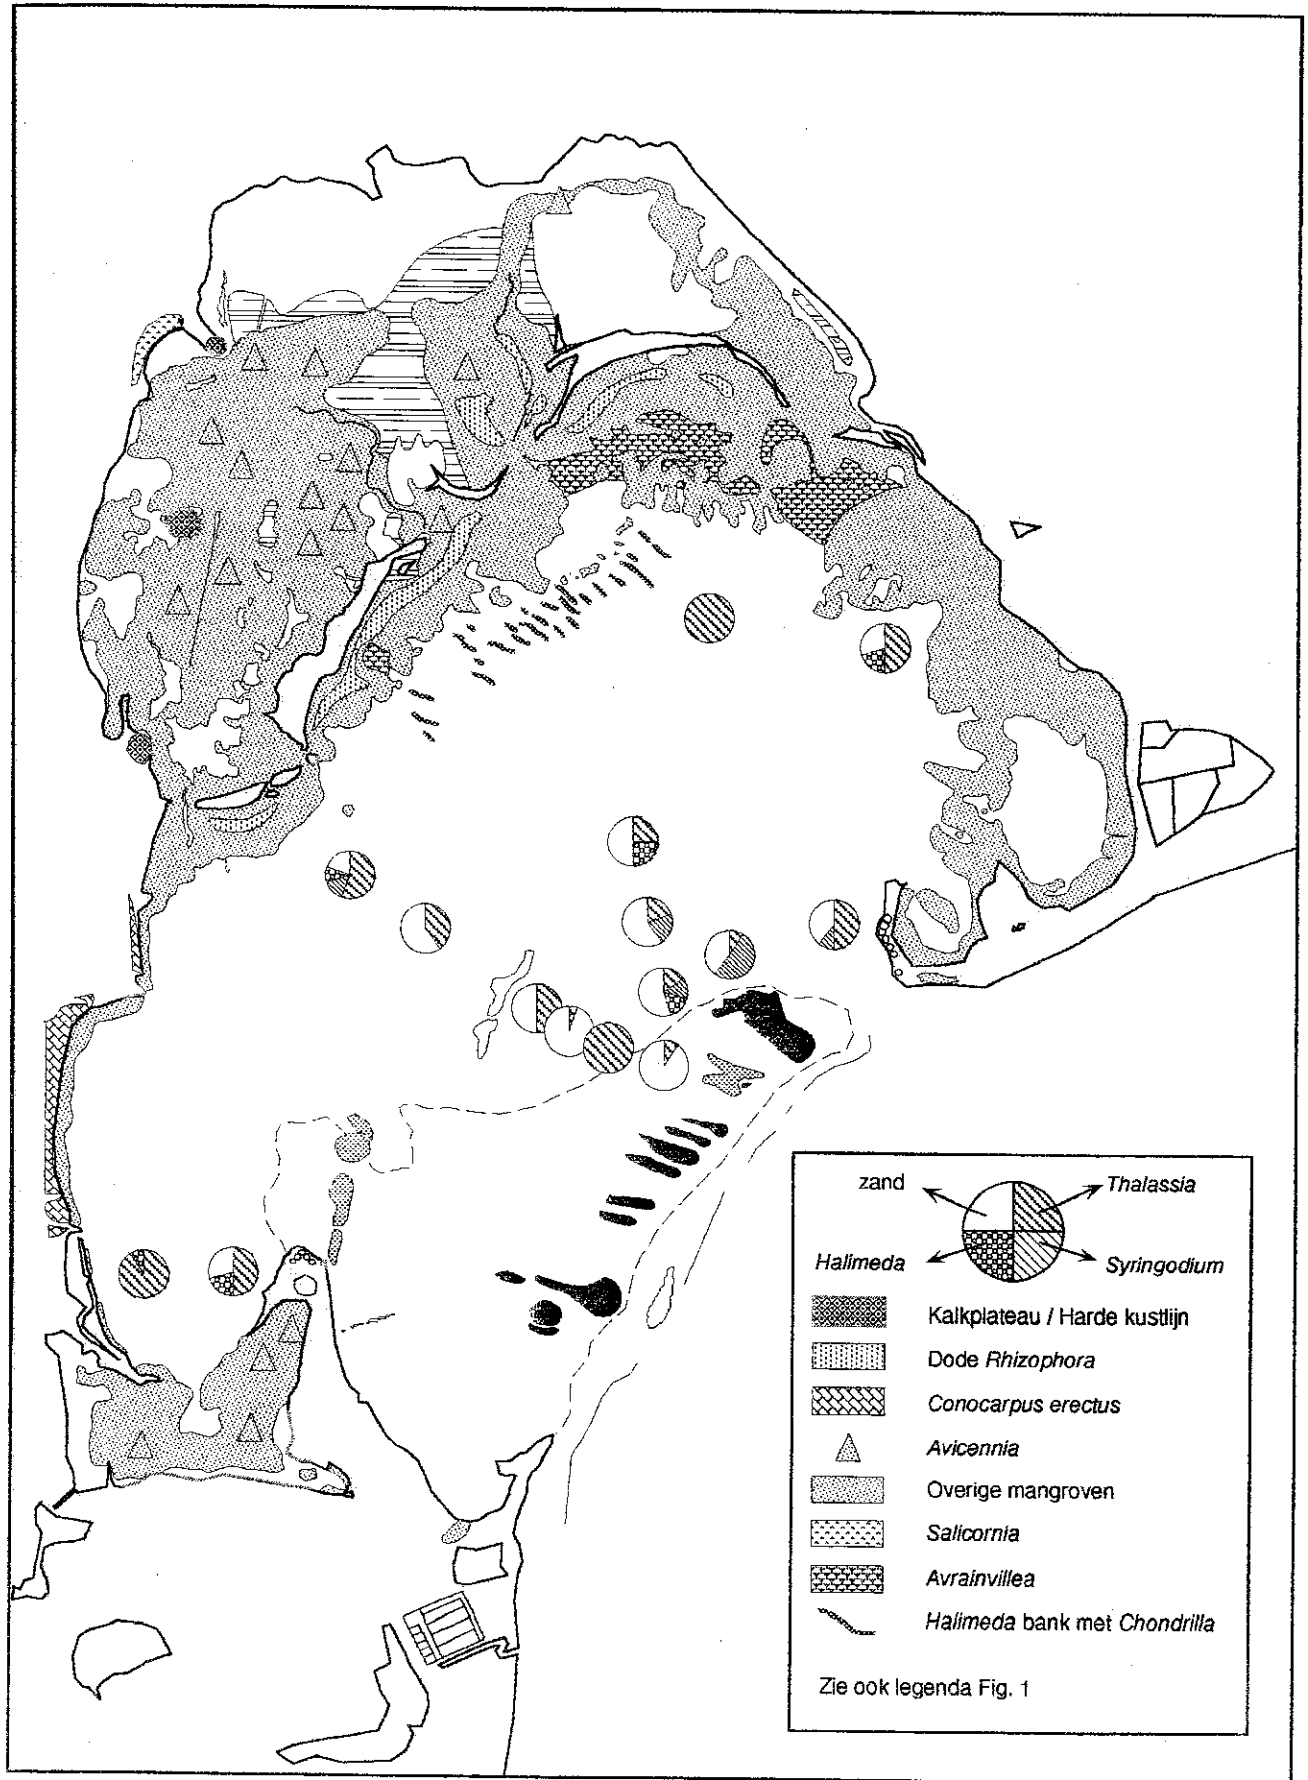 zand Thalassia
Halimeda Syringodium
Kalkplateau / Harde kustlijn
Dode Rhizophora
Conocarpus erectus
Avicennia
Overige mangroven
Salicornia
Avrainvillea
Halimeda bank met Chondrilla
Zie ook legenda Fig. 1